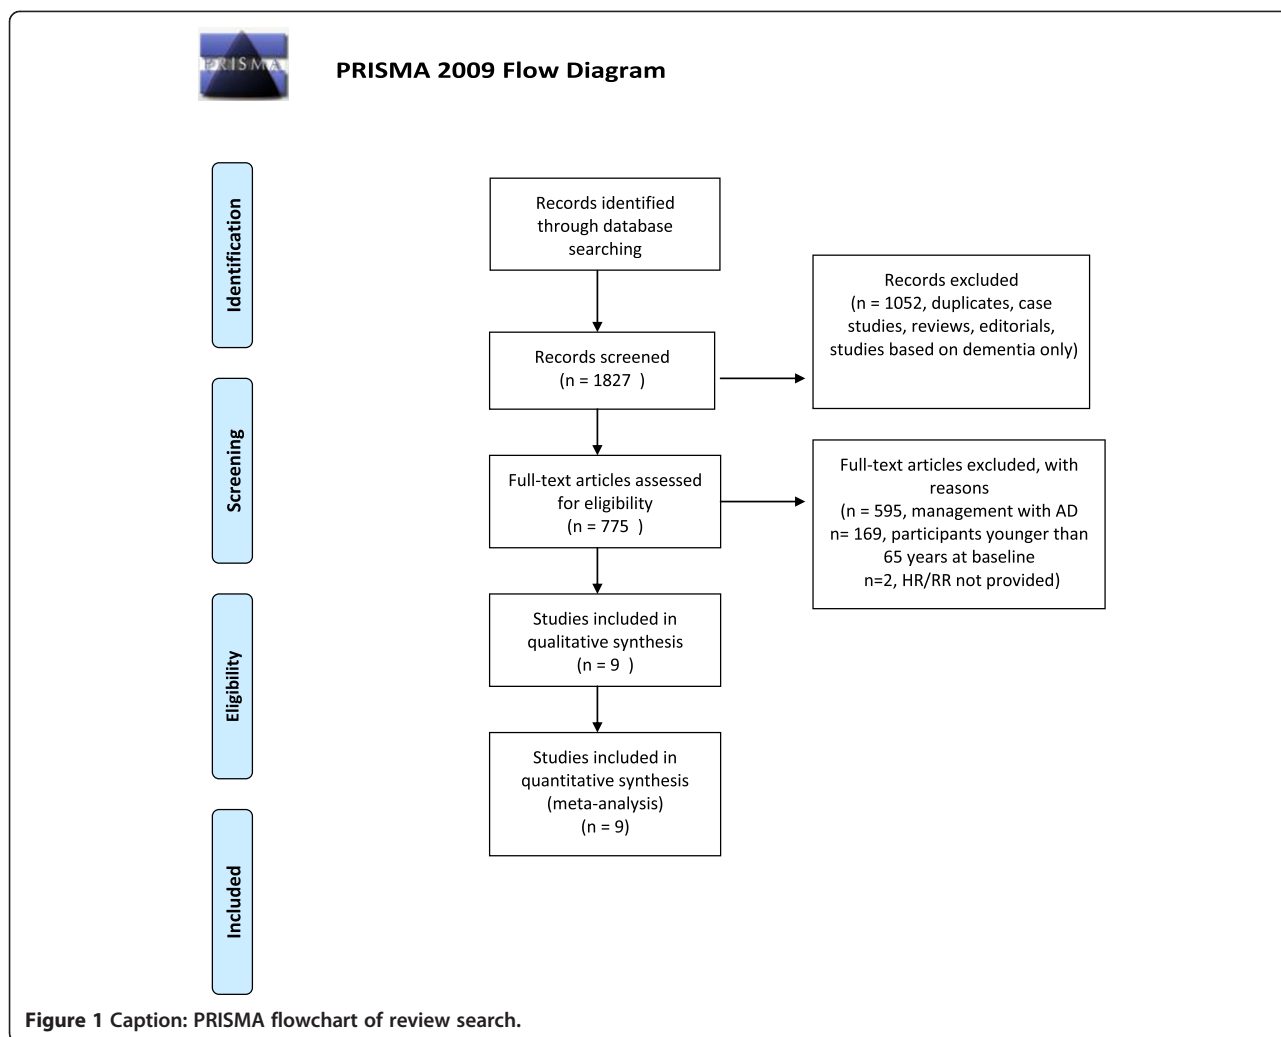 PRISMA
PRISMA 2009 Flow Diagram
Identification
Screening
Eligibility
Included
Records identified
through database
searching
Records screened
(n = 1827  )
Records excluded
(n = 1052, duplicates, case
studies, reviews, editorials,
studies based on dementia only)
Full-text articles assessed
for eligibility
(n = 775  )
Full-text articles excluded, with
reasons
(n = 595, management with AD
n= 169, participants younger than
65 years at baseline
n=2, HR/RR not provided)
Studies included in
qualitative synthesis
(n = 9  )
Studies included in
quantitative synthesis
(meta-analysis)
(n = 9)
Figure 1 Caption: PRISMA flowchart of review search.